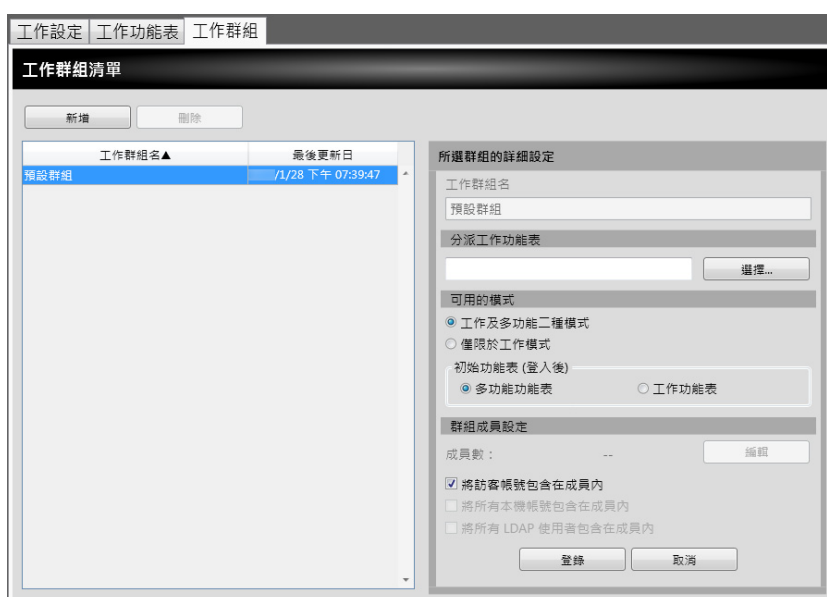 工作設定 工作功能表 工作群組
工作群組清單
新增 刪除
工作群組名▲ 最後更新日
預設群組 /1/28 下午 07:39:47
所選群組的詳細設定
工作群組名
預設群組
分派工作功能表
選擇...
可用的模式
工作及多功能二種模式
僅限於工作模式
初始功能表 (登入後)
多功能功能表 工作功能表
群組成員設定
成員數： -- 編輯
將訪客帳號包含在成員內
將所有本機帳號包含在成員內
將所有 LDAP 使用者包含在成員內
登錄 取消